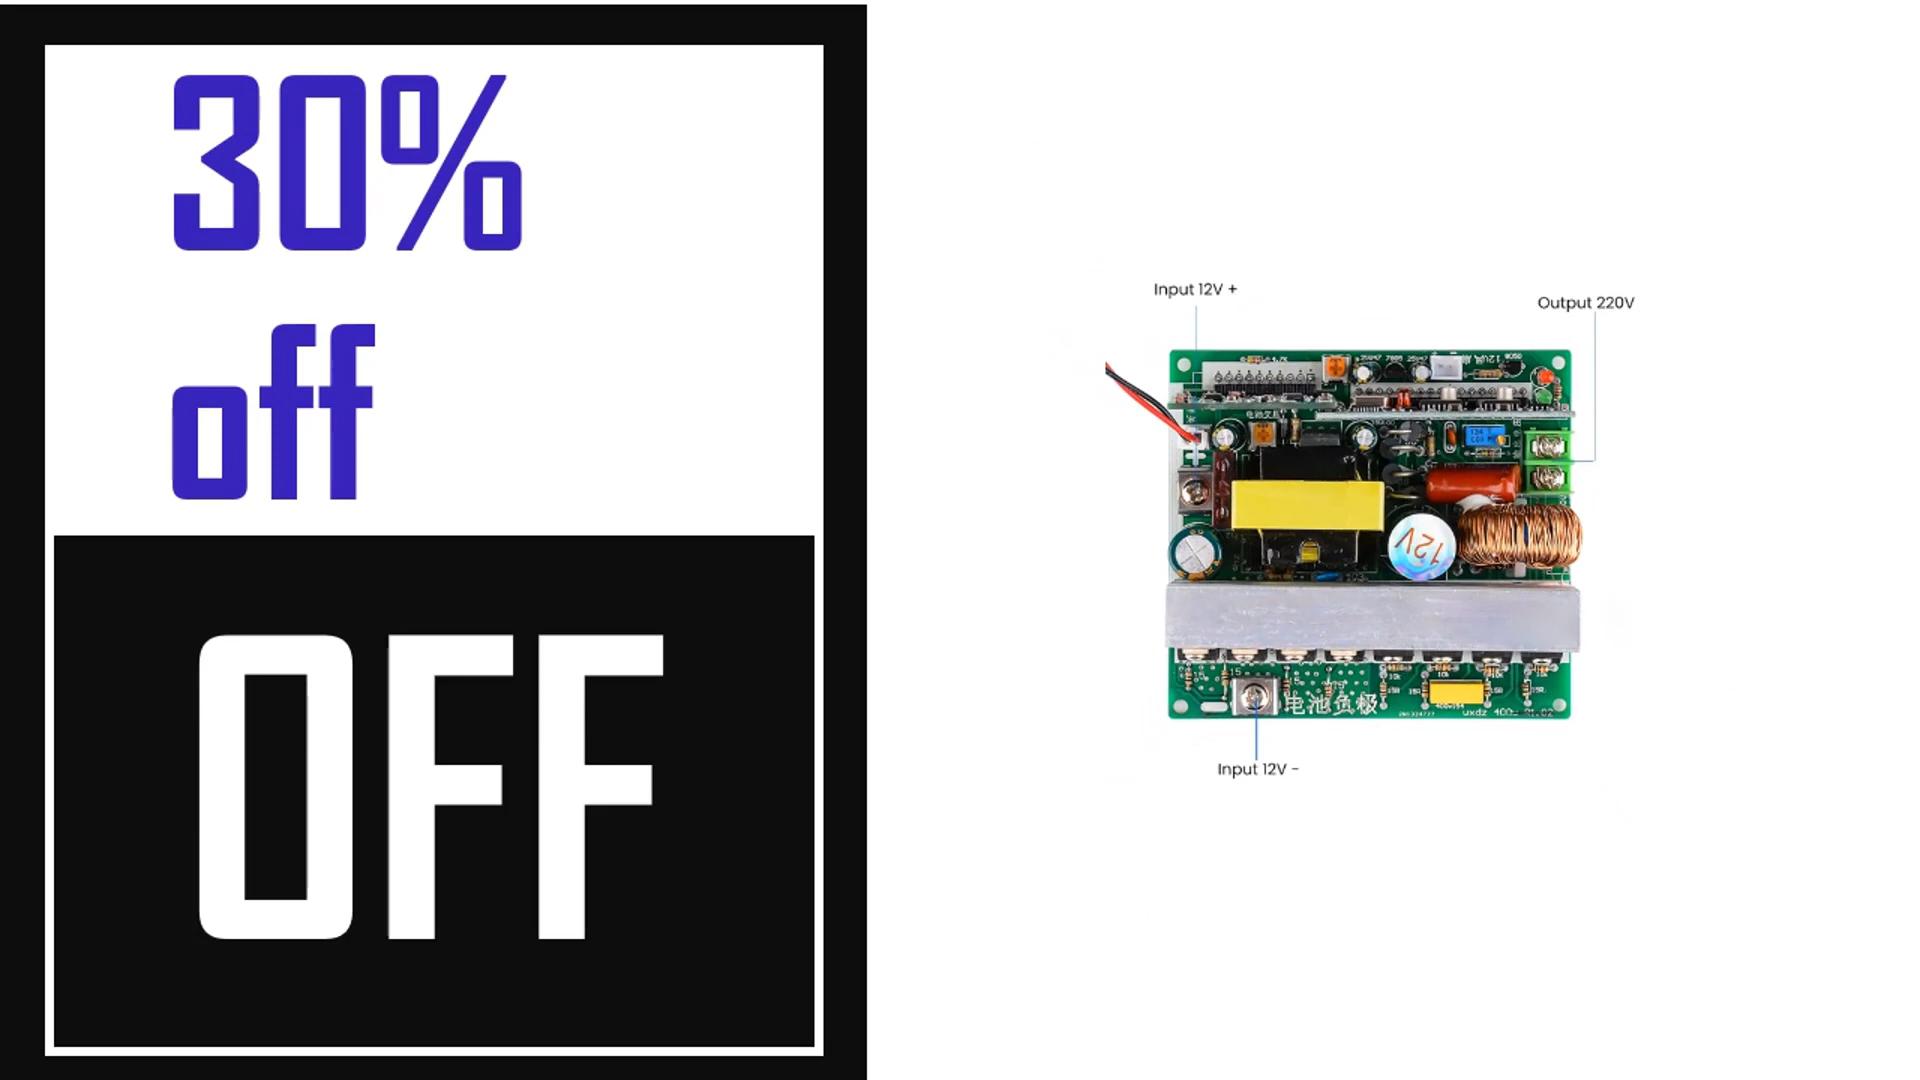 30%
off
OFF
Input 12V +
Output 220V
12V
电池负极
Input 12V -